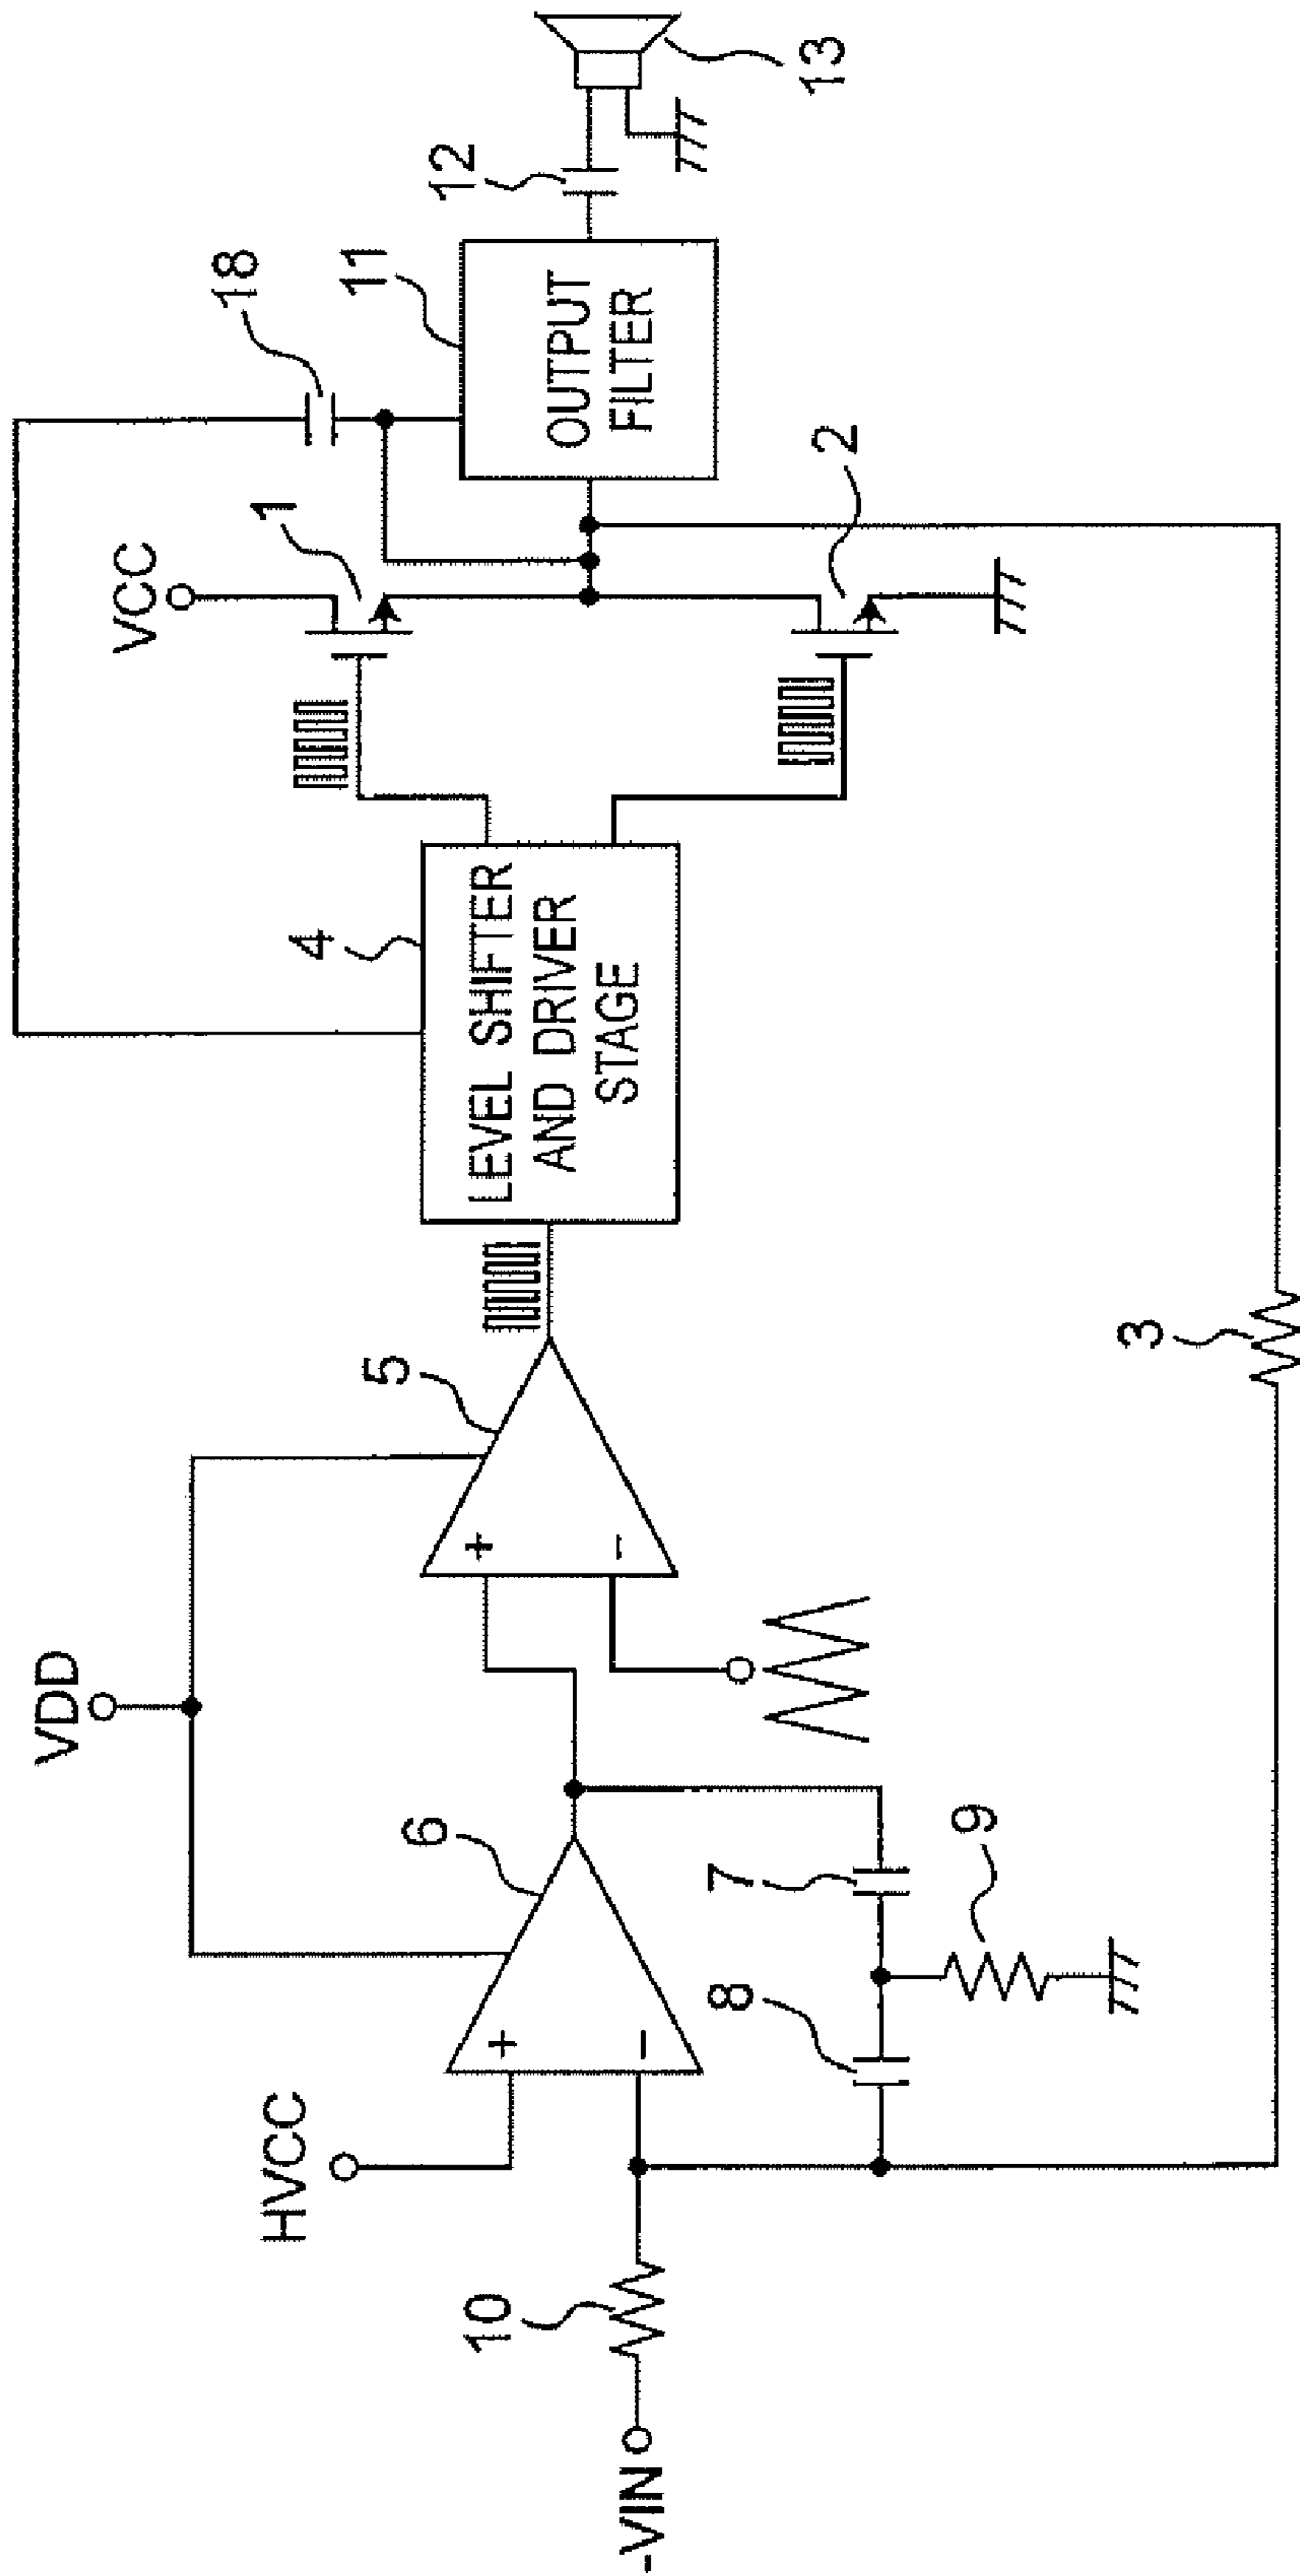 -VIN
10
HVCC
6
VDD
+
−
8
7
9
5
+
−
4
LEVEL SHIFTER
AND DRIVER
STAGE
3
VCC
1
2
18
11
OUTPUT
FILTER
12
13